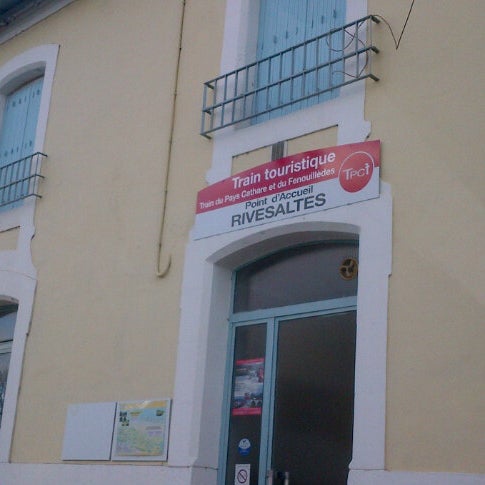 Train touristique
Train du Pays Cathare et du Fenouillèdes
TPCF
Point d'Accueil
RIVESALTES